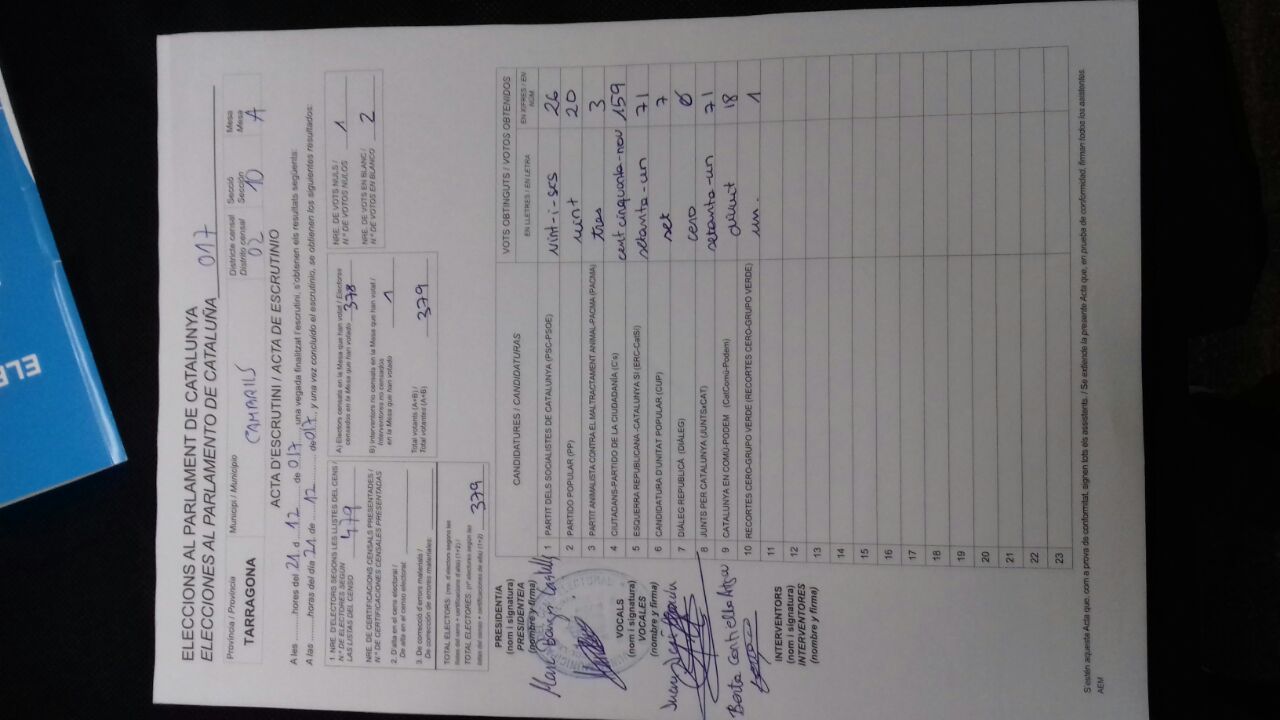 ELECCIONS AL PARLAMENT DE CATALUNYA
ELECCIONES AL PARLAMENTO DE CATALUÑA 017
Província / Provincia Municipi / Municipio Districte censal Secció Mesa
Distrito censal Sección Mesa
TARRAGONA CAMBRILS 02 10 A
ACTA D'ESCRUTINI / ACTA DE ESCRUTINIO
A les ........hores del 21 d. 12 de 017, una vegada finalitzat l'escrutini, s'obtenen els resultats següents:
A las ........horas del día 21 de .... 12 ........ de 017. y una vez concluido el escrutinio, se obtienen los siguientes resultados:
1. NRE. D'ELECTORS SEGONS LES LLISTES DEL CENS /
N.º DE ELECTORES SEGÚN
LAS LISTAS DEL CENSO 479
NRE. DE CERTIFICACIONS CENSALS PRESENTADES /
N.º DE CERTIFICACIONES CENSALES PRESENTADAS
2. D'alta en el cens electoral /
De alta en el censo electoral
3. De correcció d'errors materials /
De corrección de errores materiales:
TOTAL ELECTORS: (nre. d'electors segons les
llistes del cens + certificacions d'alta) (1+2) /
TOTAL ELECTORES: (nº electores según las
listas del censo + certificaciones de alta) (1+2) 379
A) Electors censats en la Mesa que han votat / Electores
censados en la Mesa que han votado 378
B) Interventors no censats en la Mesa que han votat /
Interventores no censados
en la Mesa que han votado 1
Total votants (A+B) /
Total votantes (A+B) 379
NRE. DE VOTS NULS /
N.º DE VOTOS NULOS 1
NRE. DE VOTS EN BLANC /
N.º DE VOTOS EN BLANCO 2
CANDIDATURES / CANDIDATURAS VOTS OBTINGUTS / VOTOS OBTENIDOS
EN LLETRES / EN LETRA EN XIFRES / EN NÚM.
1 PARTIT DELS SOCIALISTES DE CATALUNYA (PSC-PSOE) vint-i-sis 26
2 PARTIDO POPULAR (PP) vint 20
3 PARTIT ANIMALISTA CONTRA EL MALTRACTAMENT ANIMAL-PACMA (PACMA) tres 3
4 CIUTADANS-PARTIDO DE LA CIUDADANÍA (C's) cent cinquanta-nou 159
5 ESQUERRA REPUBLICANA -CATALUNYA SÍ (ERC-CatSí) setanta-un 71
6 CANDIDATURA D'UNITAT POPULAR (CUP) set 7
7 DIÀLEG REPUBLICÀ (DIÀLEG) cero 0
8 JUNTS PER CATALUNYA (JUNTSxCAT) setanta-un 71
9 CATALUNYA EN COMÚ-PODEM (CatComú-Podem) divuit 18
10 RECORTES CERO-GRUPO VERDE (RECORTES CERO-GRUPO VERDE) un. 1
11
12
13
14
15
16
17
18
19
20
21
22
23
PRESIDENTIA
(nom i signatura)
PRESIDENTE/A
(nombre y firma)
VOCALS
(nom i signatura)
VOCALES
(nombre y firma)
Berta
INTERVENTORS
(nom i signatura)
INTERVENTORES
(nombre y firma)
S'estén aquesta Acta que, com a prova de conformitat, signen tots els assistents. / Se extiende la presente Acta que, en prueba de conformidad, firman todos los asistentes.
AEM